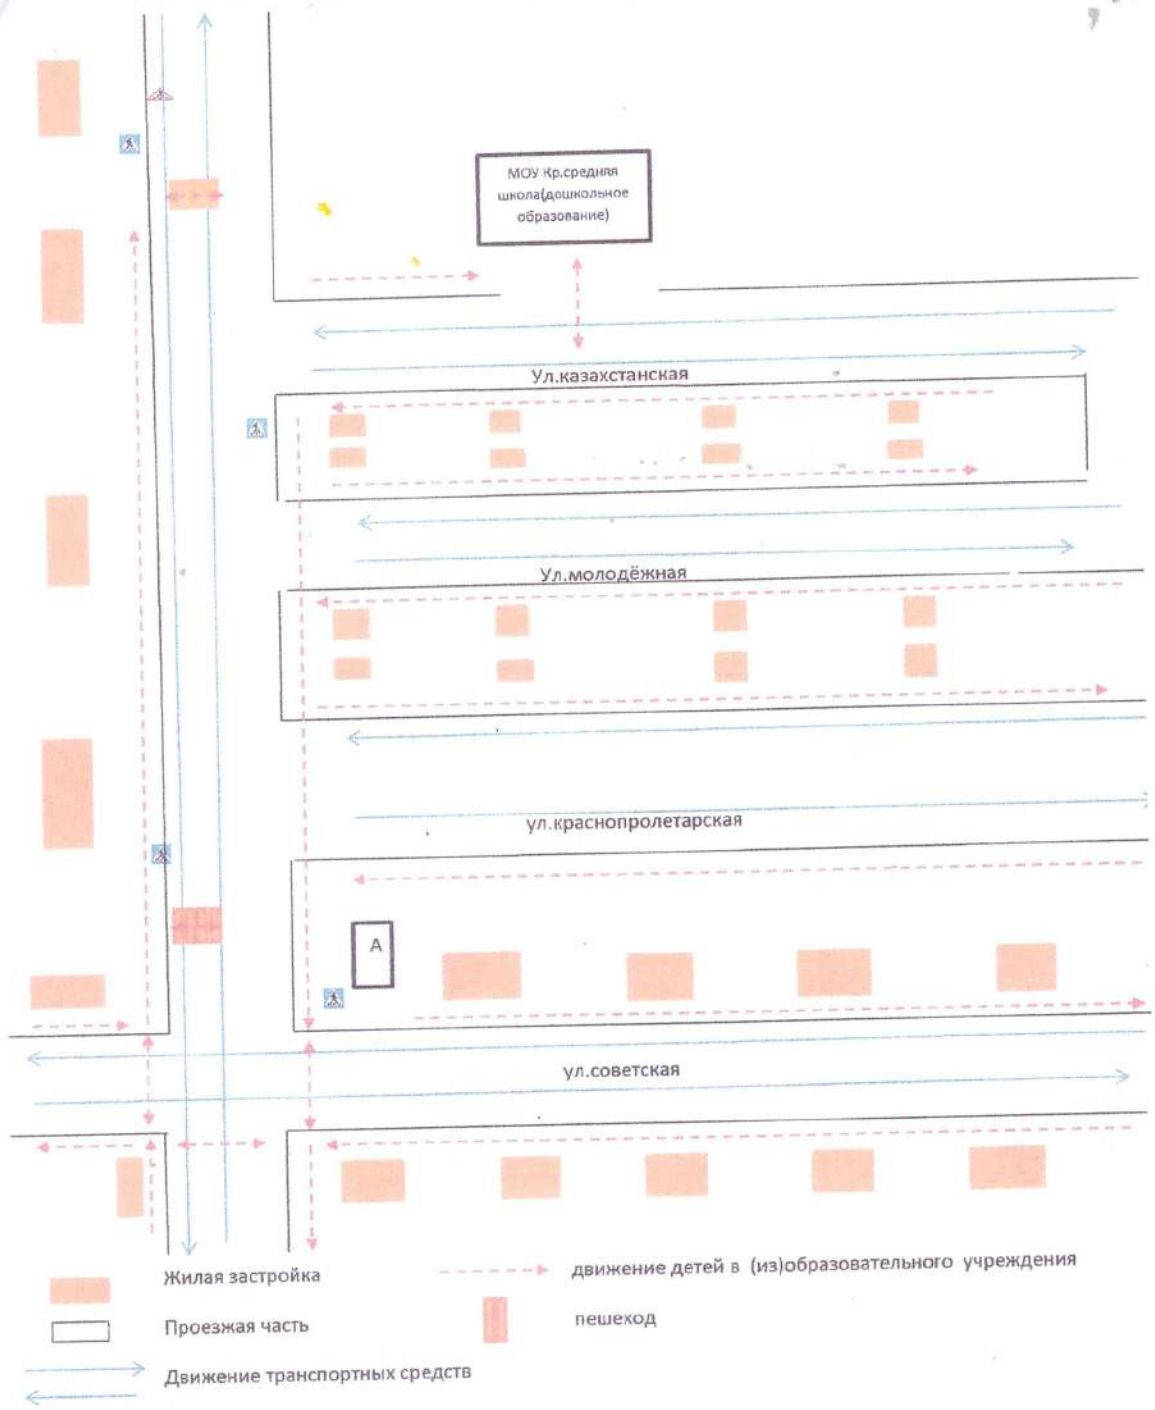 МОУ Кр.средняя
школа(дошкольное
образование)
Ул.казахстанская
Ул.молодёжная
ул.краснопролетарская
А
ул.советская
Жилая застройка
движение детей в (из)образовательного учреждения
Проезжая часть
пешеход
Движение транспортных средств